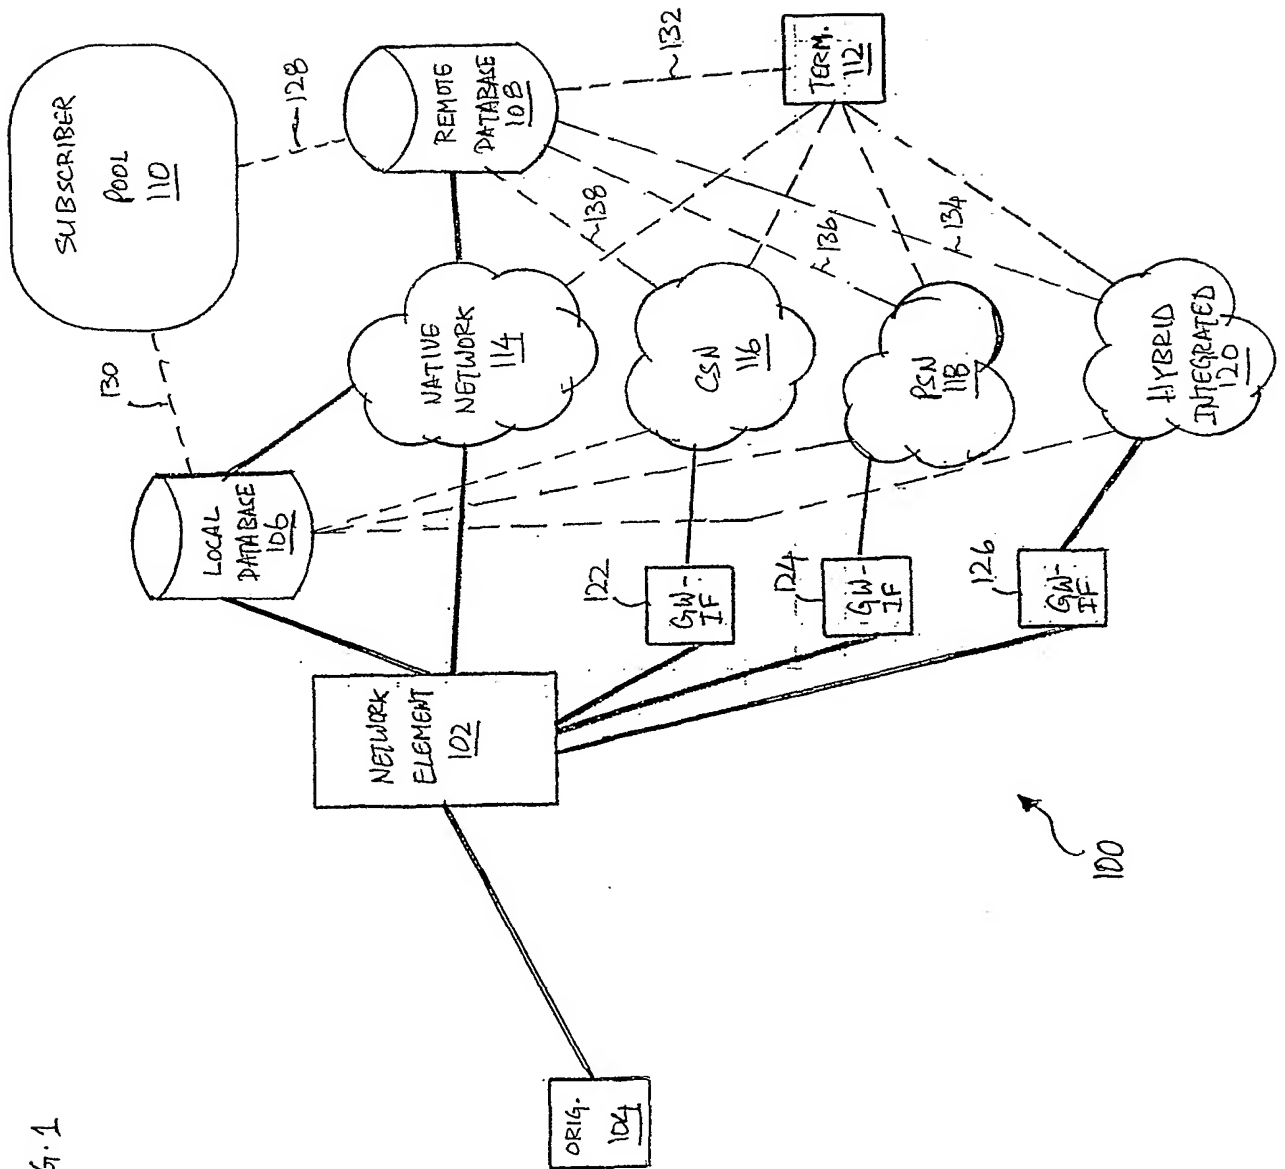 SUBSCRIBER
POOL
110
128
130
REMOTE
DATABASE
108
132
TERM.
112
LOCAL
DATABASE
106
NATIVE
NETWORK
114
138
136
134
CSN
116
PSN
118
HYBRID
INTEGRATED
120
122
GW-
IF
124
GW-
IF
126
GW-
IF
NETWORK
ELEMENT
102
ORIG.
104
100
G. 1